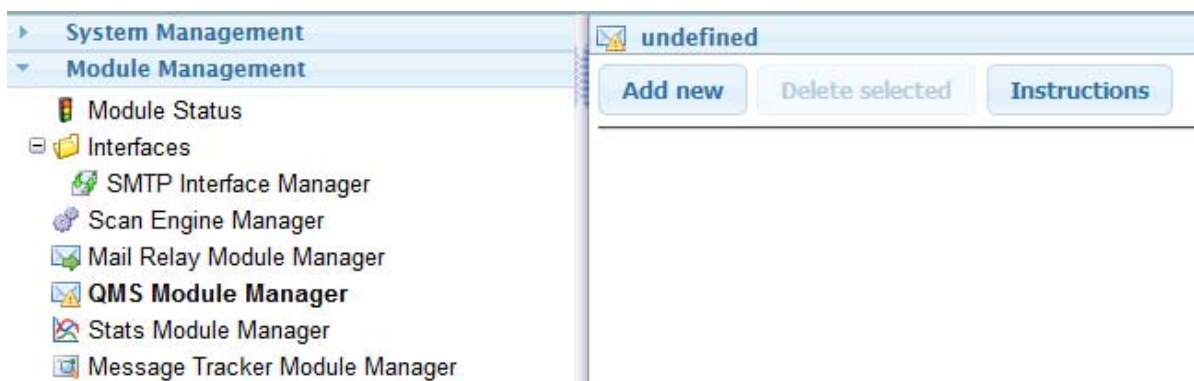 System Management
Module Management
Module Status
Interfaces
SMTP Interface Manager
Scan Engine Manager
Mail Relay Module Manager
QMS Module Manager
Stats Module Manager
Message Tracker Module Manager
undefined
Add new Delete selected Instructions